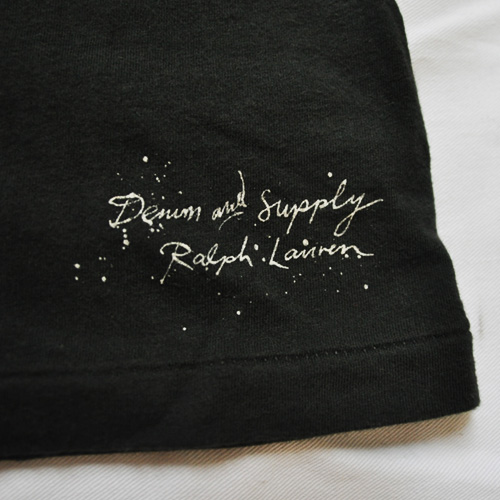 Denim and Supply
Ralph Lauren